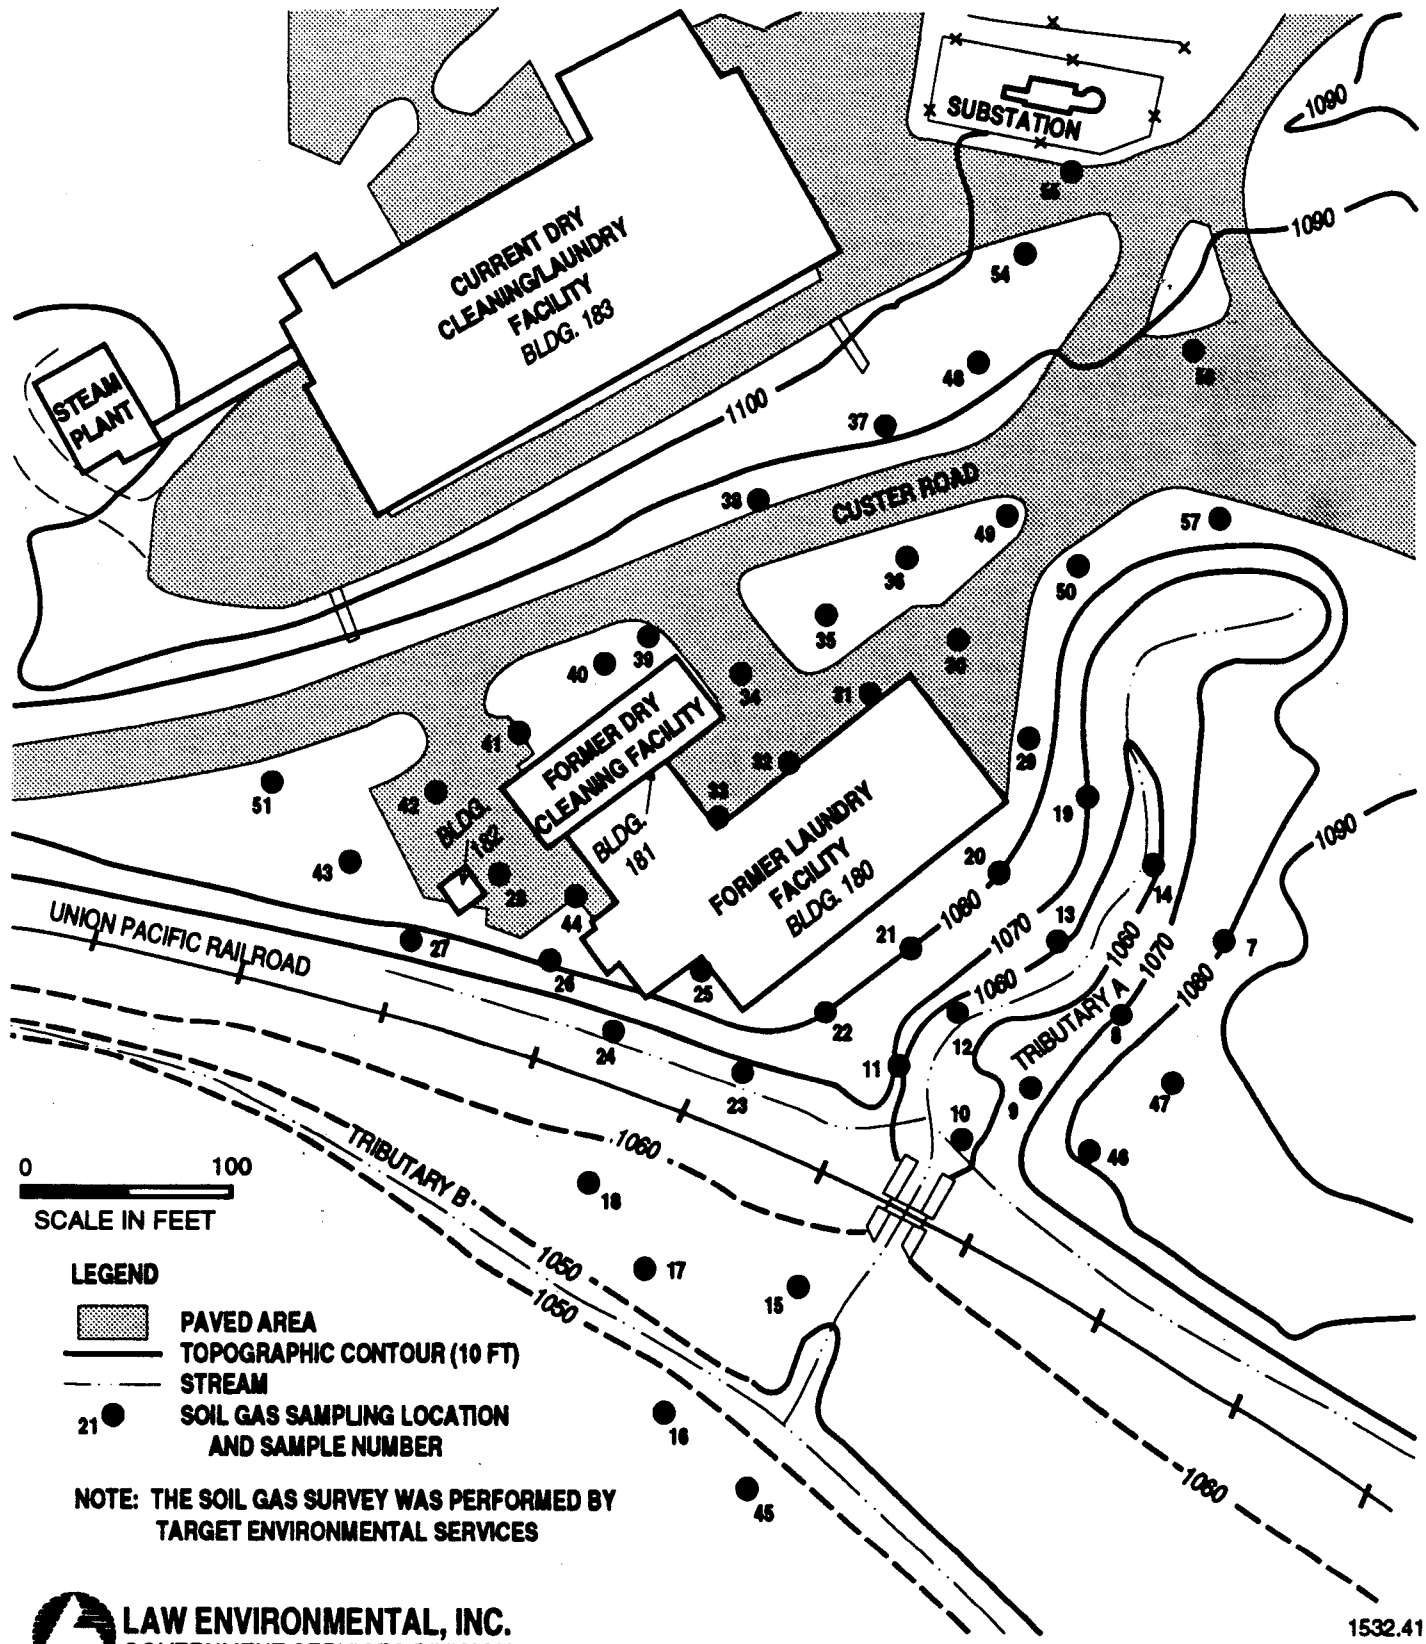 1090
SUBSTATION
55
1090
54
CURRENT DRY
CLEANING/LAUNDRY
FACILITY
BLDG. 183
STEAM
PLANT
48
1100
37
38
CUSTER ROAD
49
57
36
50
35
40
39
34
31
41
FORMER DRY
CLEANING FACILITY
32
29
51
42
BLDG.
182
33
19
BLDG.
181
FORMER LAUNDRY
FACILITY
BLDG. 180
20
1090
43
28
44
14
UNION PACIFIC RAILROAD
27
26
25
21
1080
1070
13
1060
1070
7
1080
1060
22
12
TRIBUTARY A
8
24
11
23
9
47
10
46
1060
TRIBUTARY B
18
0 100
SCALE IN FEET
1050
17
1050
15
LEGEND
PAVED AREA
TOPOGRAPHIC CONTOUR (10 FT)
STREAM
21 SOIL GAS SAMPLING LOCATION
AND SAMPLE NUMBER
16
45
1060
NOTE: THE SOIL GAS SURVEY WAS PERFORMED BY
TARGET ENVIRONMENTAL SERVICES
LAW ENVIRONMENTAL, INC.
1532.41